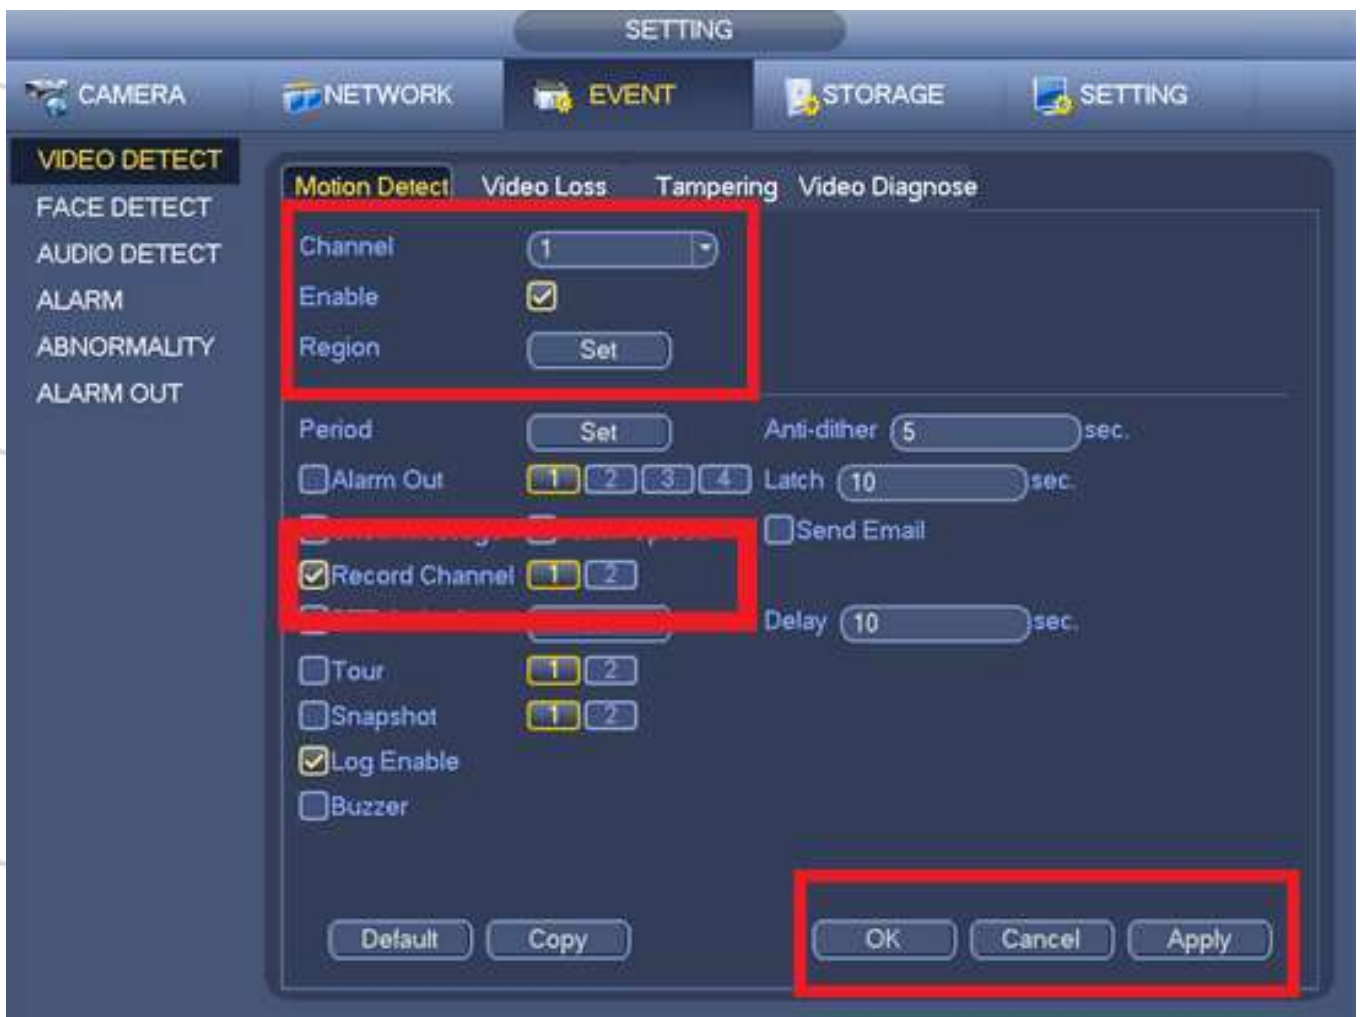 SETTING
CAMERA NETWORK EVENT STORAGE SETTING
VIDEO DETECT
FACE DETECT
AUDIO DETECT
ALARM
ABNORMALITY
ALARM OUT
Motion Detect Video Loss Tampering Video Diagnose
Channel 1
Enable
Region Set
Period Set Anti-dither 5 sec.
Alarm Out 1 2 3 4 Latch 10 sec.
Send Email
Record Channel 1 2
Delay 10 sec.
Tour 1 2
Snapshot 1 2
Log Enable
Buzzer
Default Copy OK Cancel Apply